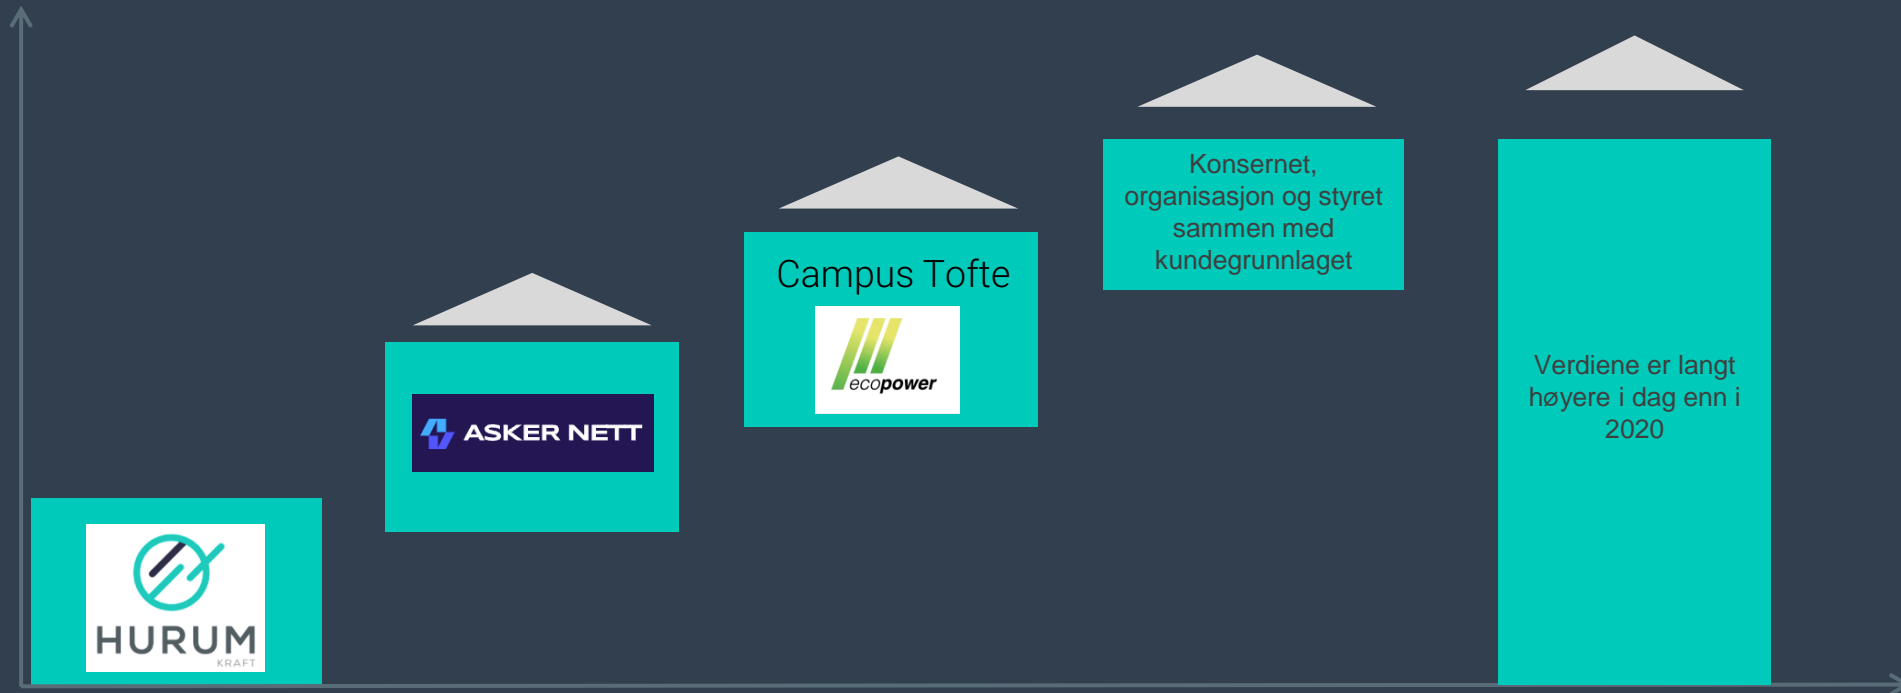 HURUM
KRAFT
ASKER NETT
Campus Tofte
ecopower
Konsernet,
organisasjon og styret
sammen med
kundegrunnlaget
Verdiene er langt
høyere i dag enn i
2020